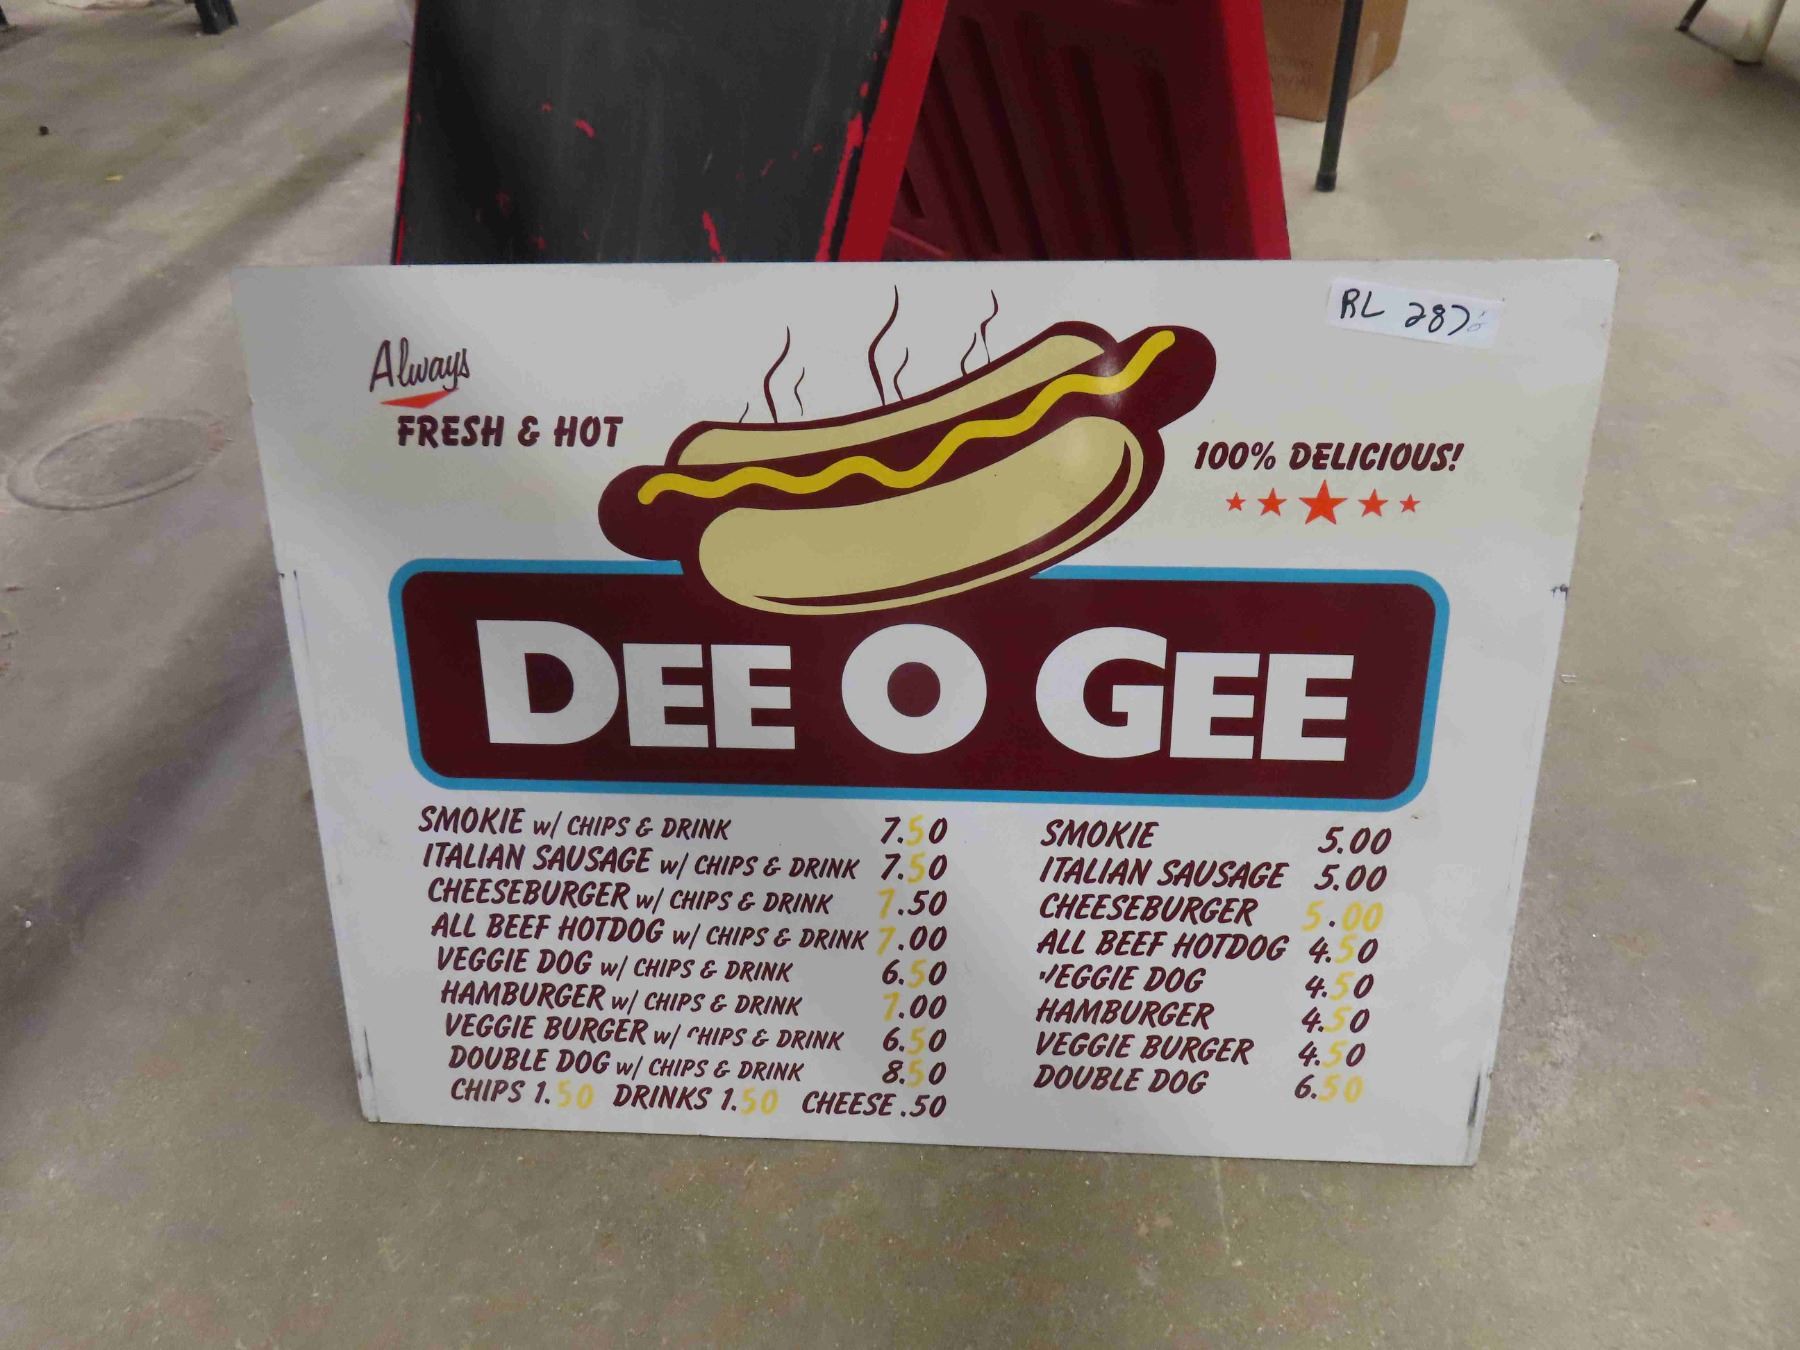 RL 287
Always
FRESH & HOT
100% DELICIOUS!
DEE O GEE
SMOKIE w/ CHIPS & DRINK 7.50
ITALIAN SAUSAGE w/ CHIPS & DRINK 7.50
CHEESEBURGER w/ CHIPS & DRINK 7.50
ALL BEEF HOTDOG w/ CHIPS & DRINK 7.00
VEGGIE DOG w/ CHIPS & DRINK 6.50
HAMBURGER w/ CHIPS & DRINK 7.00
VEGGIE BURGER w/ CHIPS & DRINK 6.50
DOUBLE DOG w/ CHIPS & DRINK 8.50
CHIPS 1.50 DRINKS 1.50 CHEESE .50
SMOKIE 5.00
ITALIAN SAUSAGE 5.00
CHEESEBURGER 5.00
ALL BEEF HOTDOG 4.50
VEGGIE DOG 4.50
HAMBURGER 4.50
VEGGIE BURGER 4.50
DOUBLE DOG 6.50